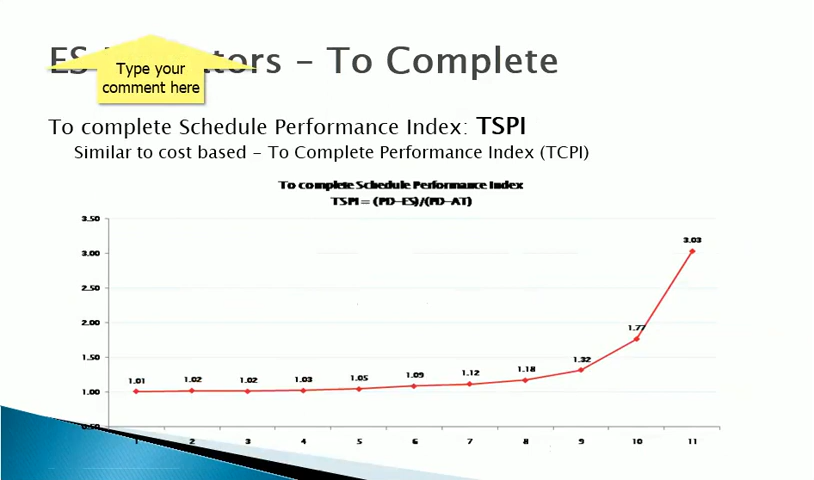 ES tors – To Complete
Type your
comment here
To complete Schedule Performance Index: TSPI
Similar to cost based – To Complete Performance Index (TCPI)
To complete Schedule Performance Index
TSPI = (PD-ES)/(PD-AT)
3.50
3.00
2.50
2.00
1.50
1.00
0.50
1.01 1.02 1.02 1.03 1.05 1.09 1.12 1.18 1.32 1.77 3.03
1 2 3 4 5 6 7 8 9 10 11